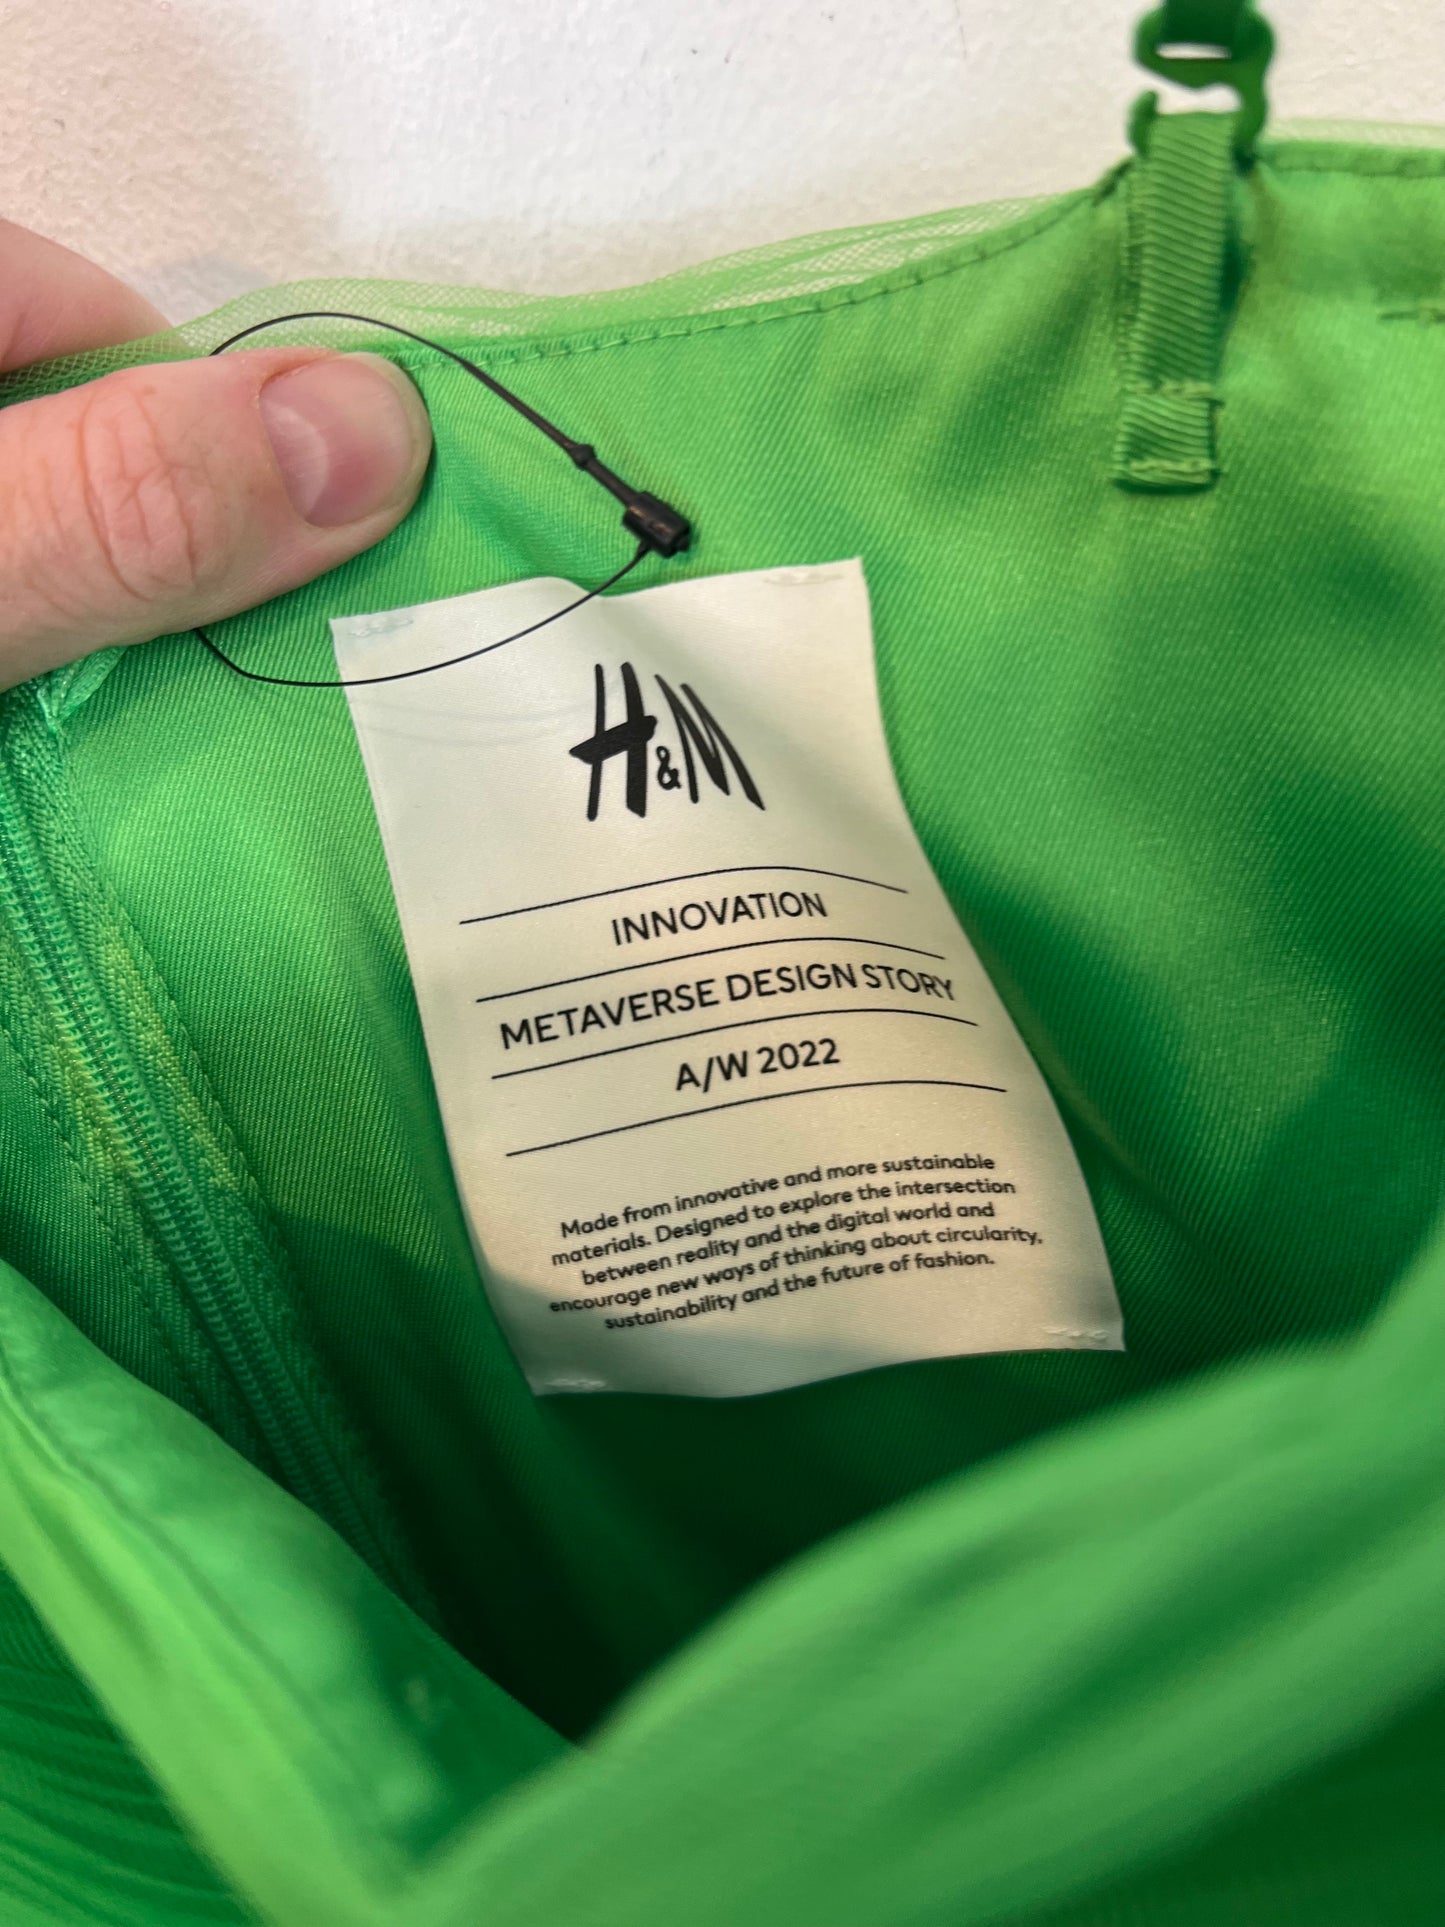 H&M
INNOVATION
METAVERSE DESIGN STORY
A/W 2022
Made from innovative and more sustainable
materials. Designed to explore the intersection
between reality and the digital world and
encourage new ways of thinking about circularity,
sustainability and the future of fashion.